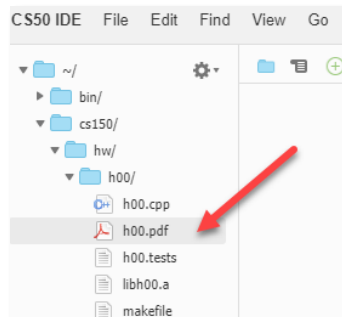 CS50 IDE File Edit Find View Go
~/
bin/
cs150/
hw/
h00/
h00.cpp
h00.pdf
h00.tests
libh00.a
makefile